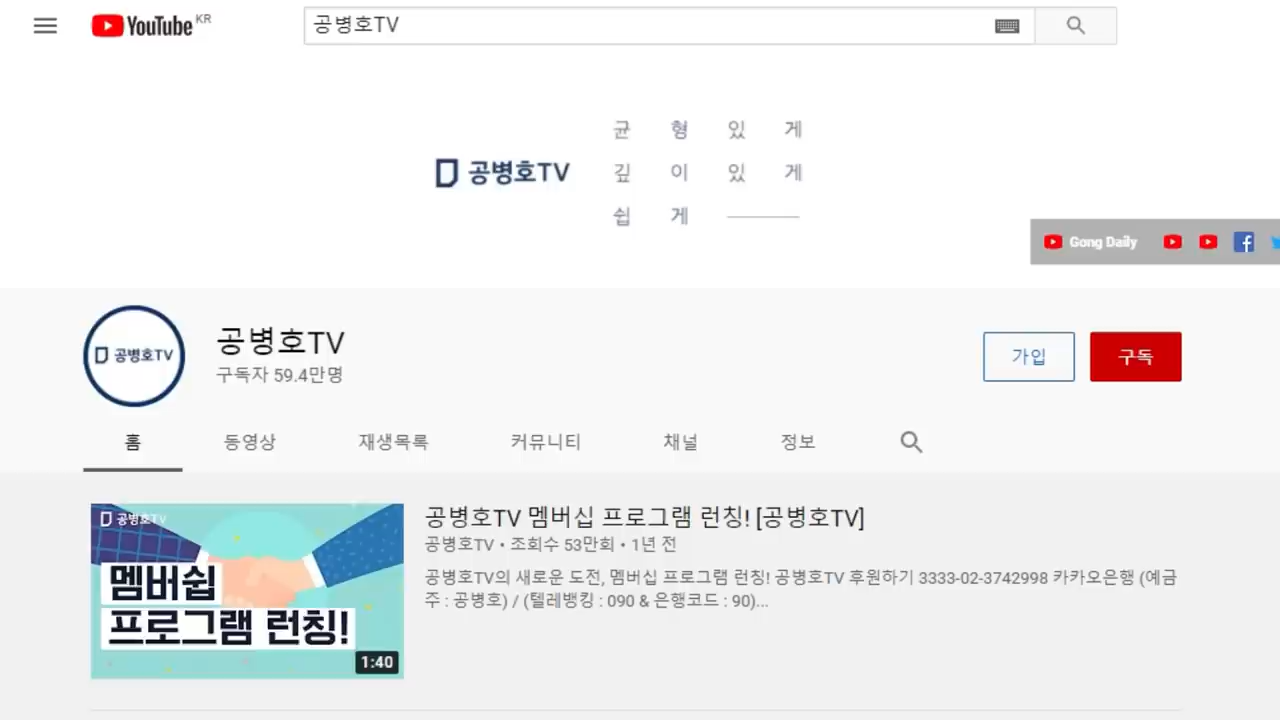 YouTube KR
공병호TV
균 형 있 게
공병호TV
깊 이 있 게
쉽 게
Gong Daily
공병호TV
공병호TV
구독자 59.4만명
가입
구독
홈
동영상
재생목록
커뮤니티
채널
정보
공병호TV
멤버쉽
프로그램 런칭!
1:40
공병호TV 멤버십 프로그램 런칭! [공병호TV]
공병호TV • 조회수 53만회 • 1년 전
공병호TV의 새로운 도전, 멤버십 프로그램 런칭! 공병호TV 후원하기 3333-02-3742998 카카오은행 (예금
주 : 공병호) / (텔레뱅킹 : 090 & 은행코드 : 90)...